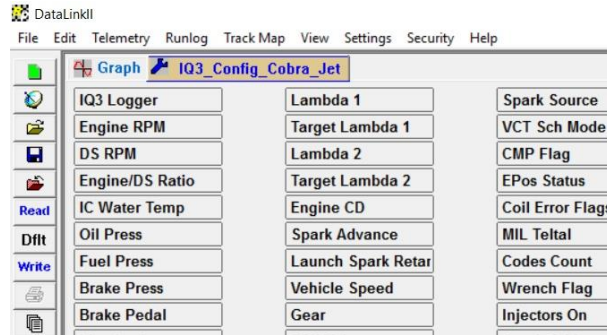 DataLinkII
File Edit Telemetry Runlog Track Map View Settings Security Help
Graph IQ3_Config_Cobra_Jet
IQ3 Logger Lambda 1 Spark Source
Engine RPM Target Lambda 1 VCT Sch Mode
DS RPM Lambda 2 CMP Flag
Engine/DS Ratio Target Lambda 2 EPos Status
Read IC Water Temp Engine CD Coil Error Flags
Dflt Oil Press Spark Advance MIL Teltal
Write Fuel Press Launch Spark Retar Codes Count
Brake Press Vehicle Speed Wrench Flag
Brake Pedal Gear Injectors On